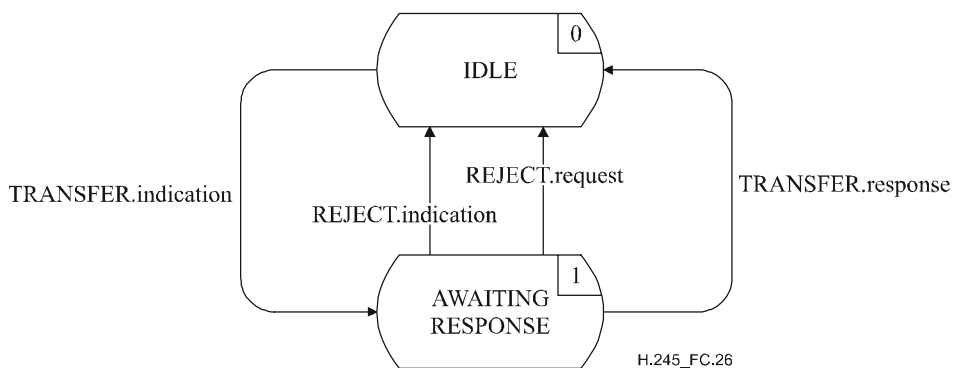 0
IDLE
TRANSFER.indication
REJECT.request
TRANSFER.response
REJECT.indication
1
AWAITING
RESPONSE
H.245_FC.26